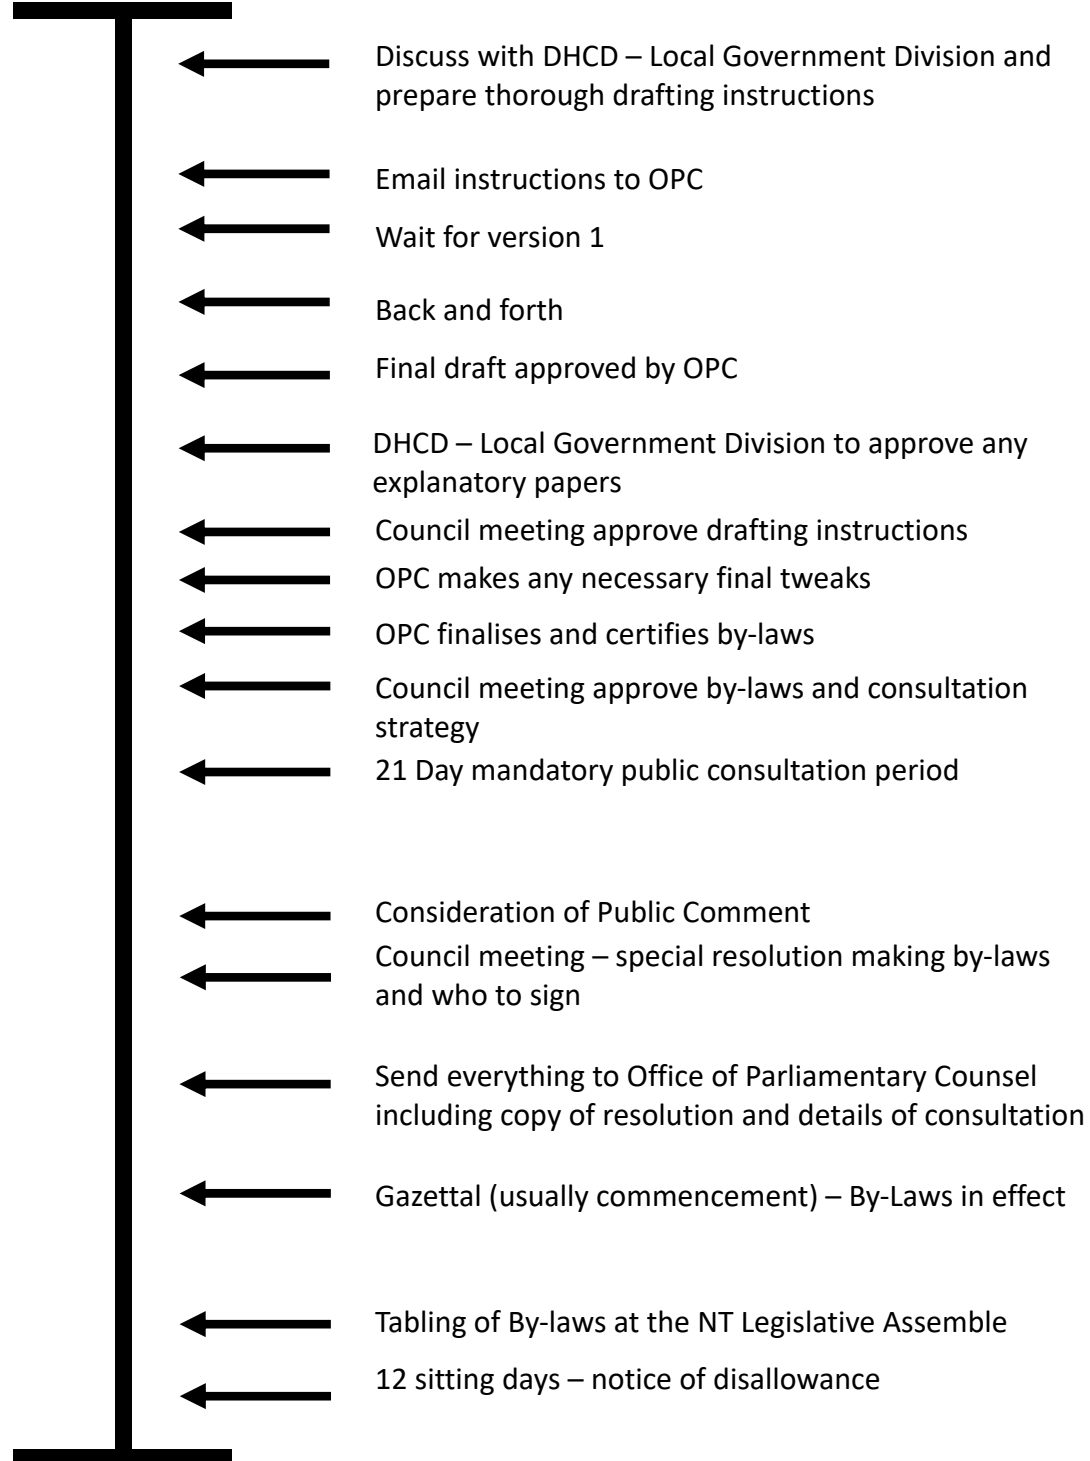 Discuss with DHCD – Local Government Division and
prepare thorough drafting instructions
Email instructions to OPC
Wait for version 1
Back and forth
Final draft approved by OPC
DHCD – Local Government Division to approve any
explanatory papers
Council meeting approve drafting instructions
OPC makes any necessary final tweaks
OPC finalises and certifies by-laws
Council meeting approve by-laws and consultation
strategy
21 Day mandatory public consultation period
Consideration of Public Comment
Council meeting – special resolution making by-laws
and who to sign
Send everything to Office of Parliamentary Counsel
including copy of resolution and details of consultation
Gazettal (usually commencement) – By-Laws in effect
Tabling of By-laws at the NT Legislative Assemble
12 sitting days – notice of disallowance